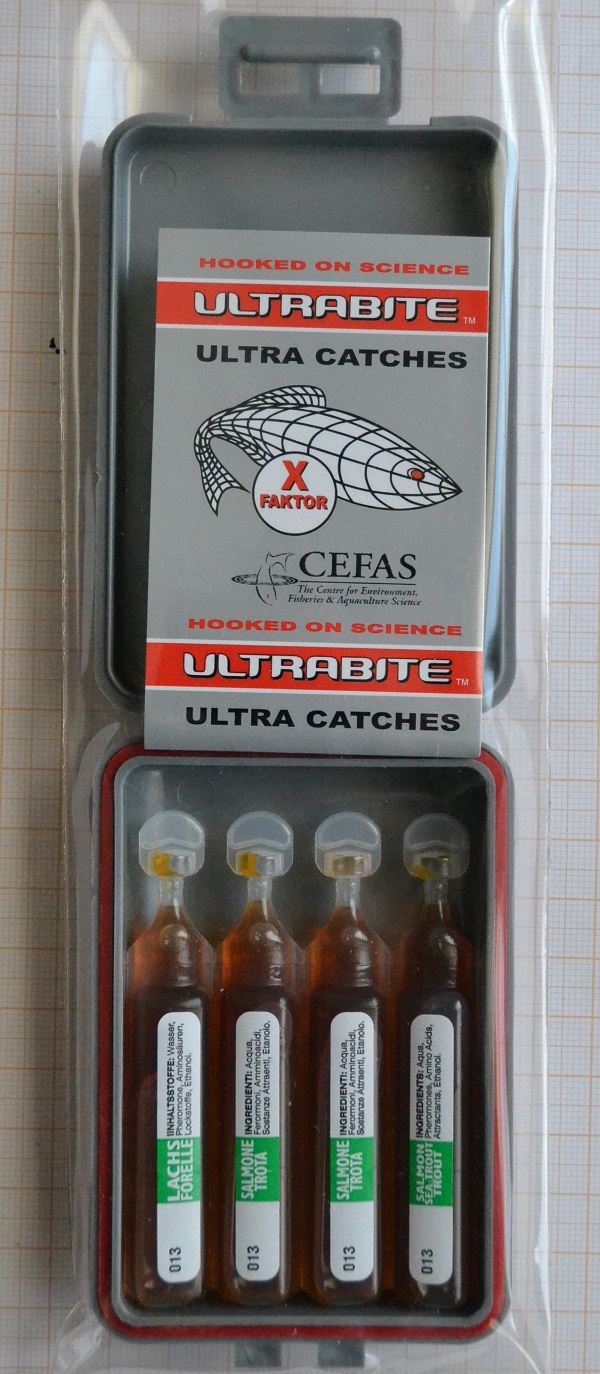 HOOKED ON SCIENCE
ULTRABITE TM
ULTRA CATCHES
X
FAKTOR
CEFAS
The Centre for Environment,
Fisheries & Aquaculture Science
HOOKED ON SCIENCE
ULTRABITE TM
ULTRA CATCHES
LACHS
FORELLE
INHALTSSTOFFE: Wasser,
Pheromone, Aminosäuren,
Lockstoffe, Ethanol.
013
SALMONE
TROTA
INGREDIENTI: Acqua,
Ferormoni, Amminoacidi,
Sostanze Attraenti, Etanolo.
013
SALMONE
TROTA
INGREDIENTI: Acqua,
Ferormoni, Amminoacidi,
Sostanze Attraenti, Etanolo.
013
SALMON
SEA TROUT
TROUT
INGREDIENTS: Aqua,
Pheromones, Amino Acids,
Attractants, Ethanol.
013